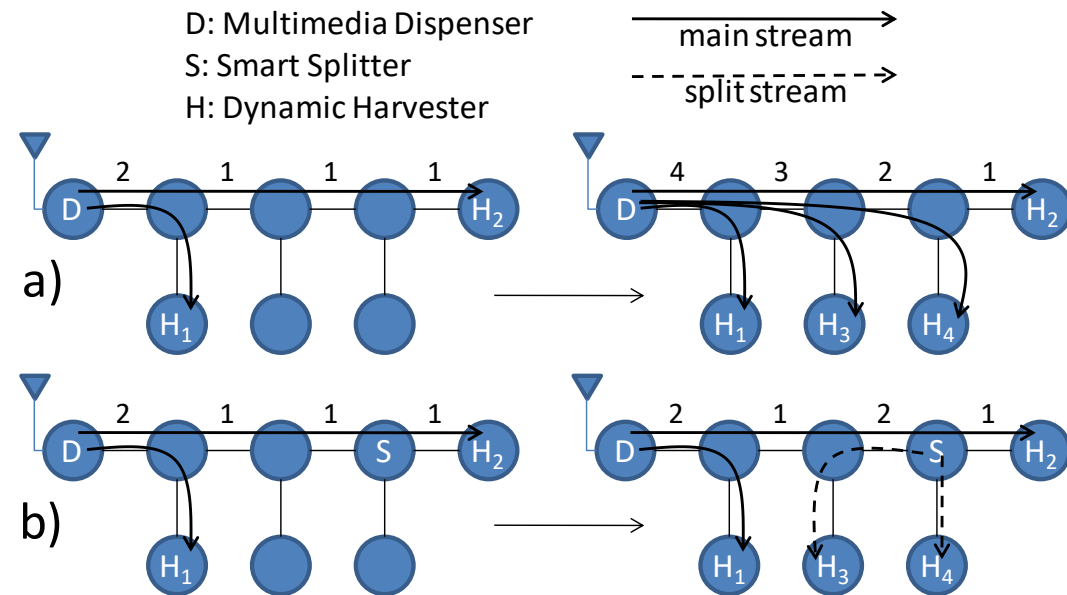 D: Multimedia Dispenser
S: Smart Splitter
H: Dynamic Harvester
main stream
split stream
a)
2 1 1 1
D H₂
H₁
4 3 2 1
D H₂
H₁ H₃ H₄
b)
2 1 1 1
D S H₂
H₁
2 1 2 1
D S H₂
H₁ H₃ H₄